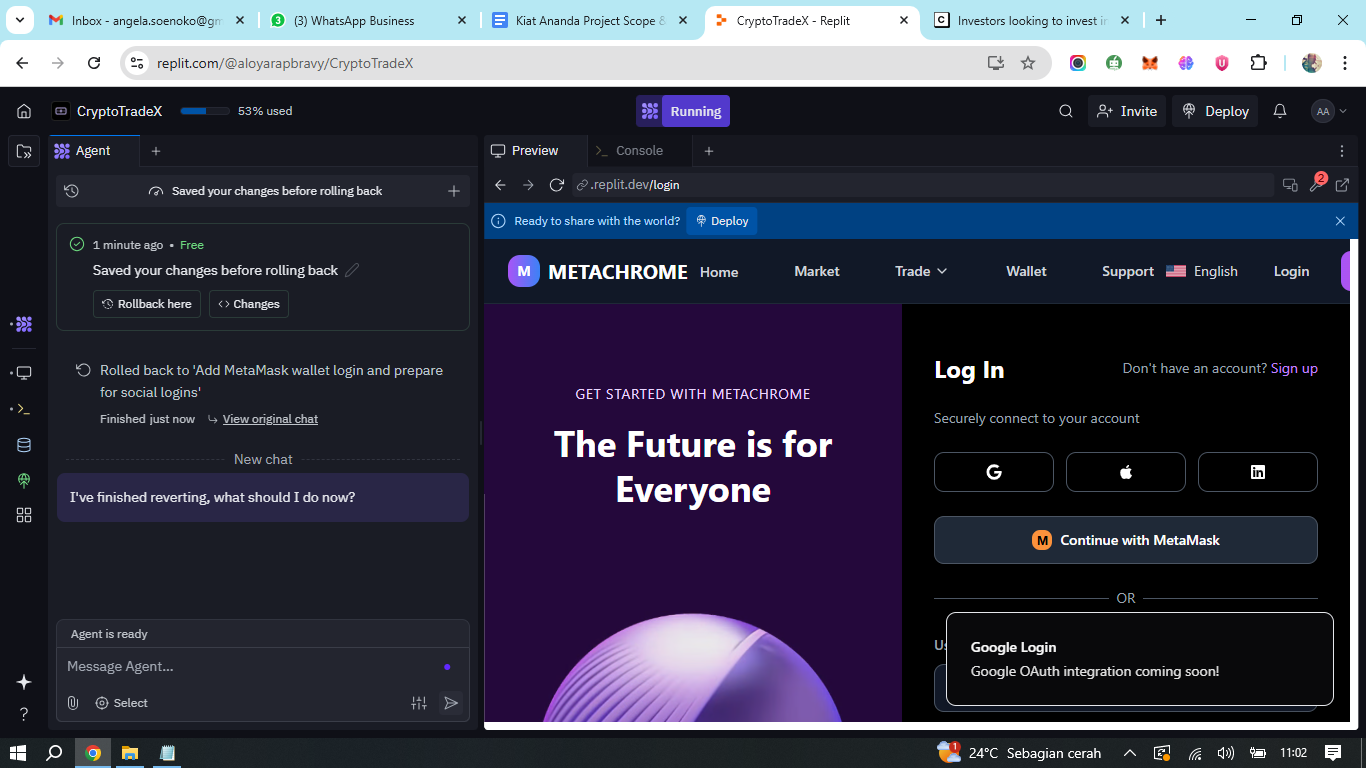 Inbox - angela.soenoko@gm
(3) WhatsApp Business
Kiat Ananda Project Scope &
CryptoTradeX - Replit
Investors looking to invest in
replit.com/@aloyarapbravy/CryptoTradeX
CryptoTradeX
53% used
Running
Invite
Deploy
AA
Agent
Preview
Console
Saved your changes before rolling back
.replit.dev/login
2
Ready to share with the world?
Deploy
1 minute ago • Free
Saved your changes before rolling back
Rollback here
Changes
Rolled back to 'Add MetaMask wallet login and prepare
for social logins'
Finished just now
View original chat
New chat
I've finished reverting, what should I do now?
Agent is ready
Message Agent...
Select
M
METACHROME
Home
Market
Trade
Wallet
Support
English
Login
GET STARTED WITH METACHROME
The Future is for
Everyone
Log In
Don't have an account? Sign up
Securely connect to your account
G
in
M
Continue with MetaMask
OR
Us
Google Login
Google OAuth integration coming soon!
1
24°C Sebagian cerah
11:02